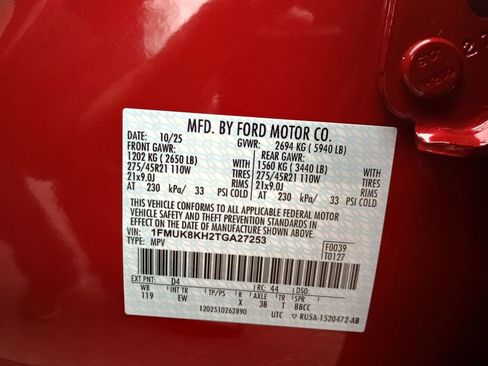 MFD. BY FORD MOTOR CO.
DATE: 10/25 GVWR: 2694 KG ( 5940 LB)
FRONT GAWR: REAR GAWR:
1202 KG ( 2650 LB) WITH 1560 KG ( 3440 LB) WITH
275/45R21 110W TIRES 275/45R21 110W TIRES
21x9.0J RIMS 21x9.0J RIMS
AT 230 kPa/ 33 PSI COLD AT 230 kPa/ 33 PSI COLD
THIS VEHICLE CONFORMS TO ALL APPLICABLE FEDERAL MOTOR
VEHICLE SAFETY AND THEFT PREVENTION STANDARDS IN
EFFECT ON THE DATE OF MANUFACTURE SHOWN ABOVE.
VIN: 1FMUK8KH2TGA27253 F0039
TYPE: MPV T0127
EXT PNT: D4 RC: 44 DSO:
WB INT TR TP/PS R AXLE TR SPR
119 EW X 3B T BBCC
1202510262890 UTC ▽ RU5A-1520472-AB